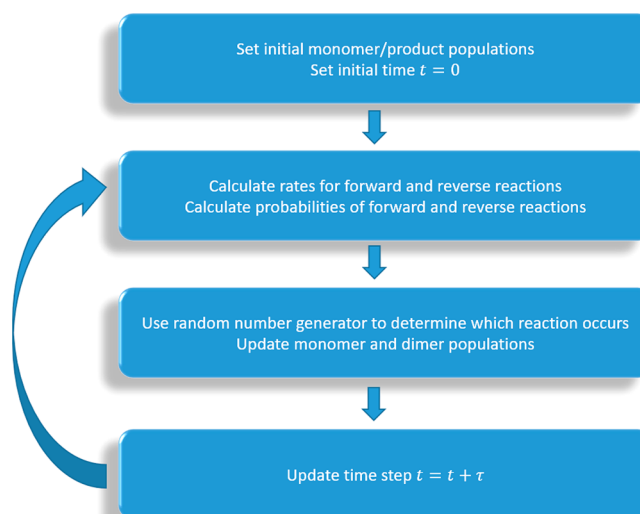 Set initial monomer/product populations
Set initial time t = 0
Calculate rates for forward and reverse reactions
Calculate probabilities of forward and reverse reactions
Use random number generator to determine which reaction occurs
Update monomer and dimer populations
Update time step t = t + τ